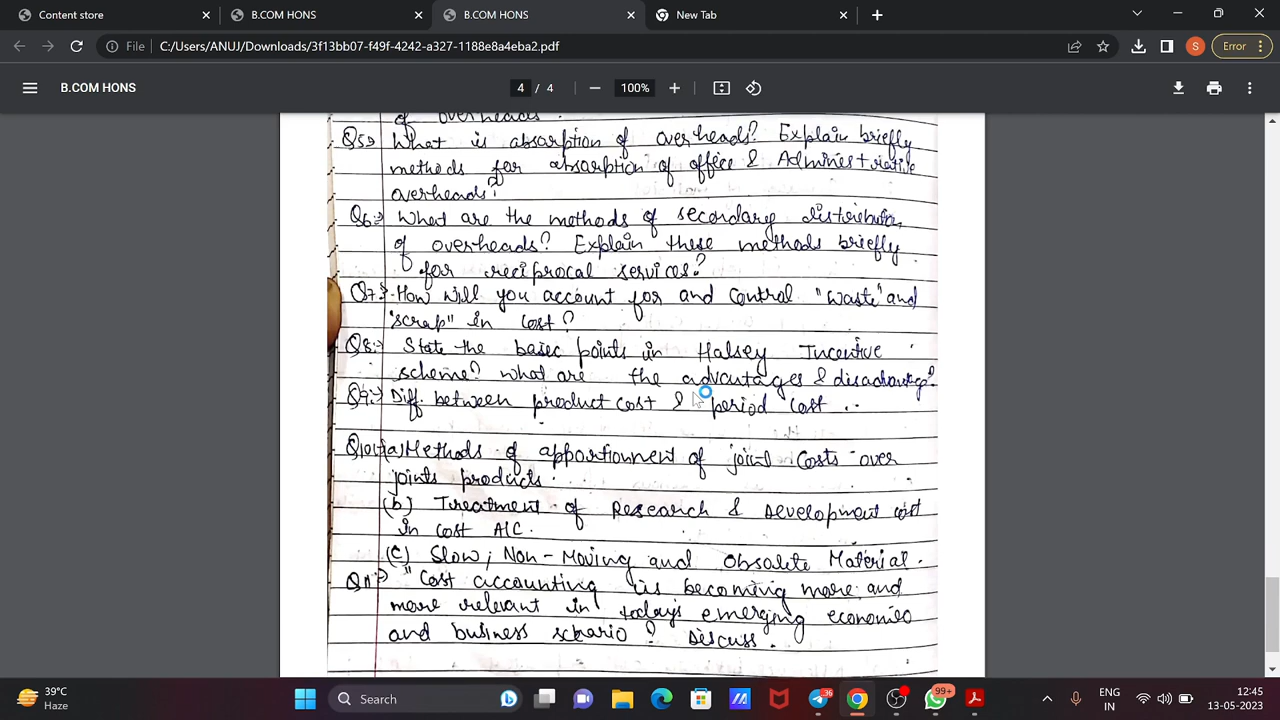 Content store
B.COM HONS
B.COM HONS
New Tab
File
C:/Users/ANUJ/Downloads/3f13bb07-f49f-4242-a327-1188e8a4eba2.pdf
S
Error
B.COM HONS
4 / 4
100%
of overheads.
Q5:) What is absorption of overheads? Explain briefly
methods for absorption of office & Administrative
overheads?
Q6:) What are the methods of secondary distribution
of overheads? Explain these methods briefly
for reciprocal services?
Q7:) How will you account for and control "waste" and
"scrap" in cost?
Q8:) State the basic points in Halsey Incentive
scheme? what are the advantages & disadvantage?
Q9:) Diff. between product cost & period cost.
Q10:(a) Methods of apportionment of joint costs over
joints products.
(b) Treatment of Research & Development cost
in cost A/C.
(c) Slow, Non-Moving and Obsolete Material.
Q11:) "Cost accounting is becoming more and
more relevant in today's emerging economico
and business scenario? Discuss.
39°C
Haze
Search
36
99+
ENG
IN
12:45
13-05-2023